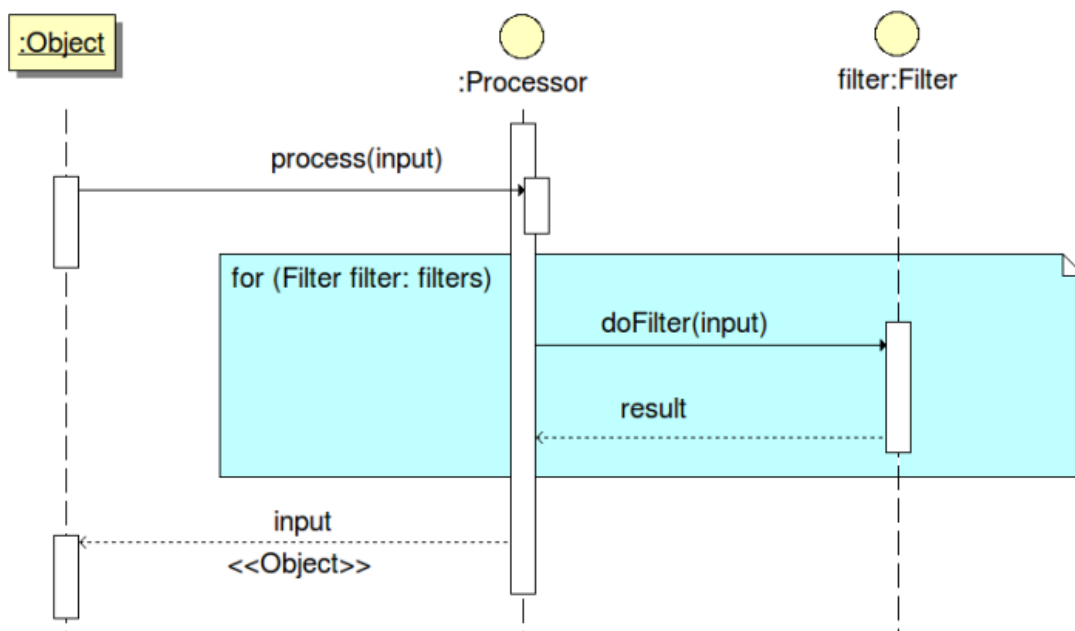 :Object
:Processor
filter:Filter
process(input)
for (Filter filter: filters)
doFilter(input)
result
input
<<Object>>